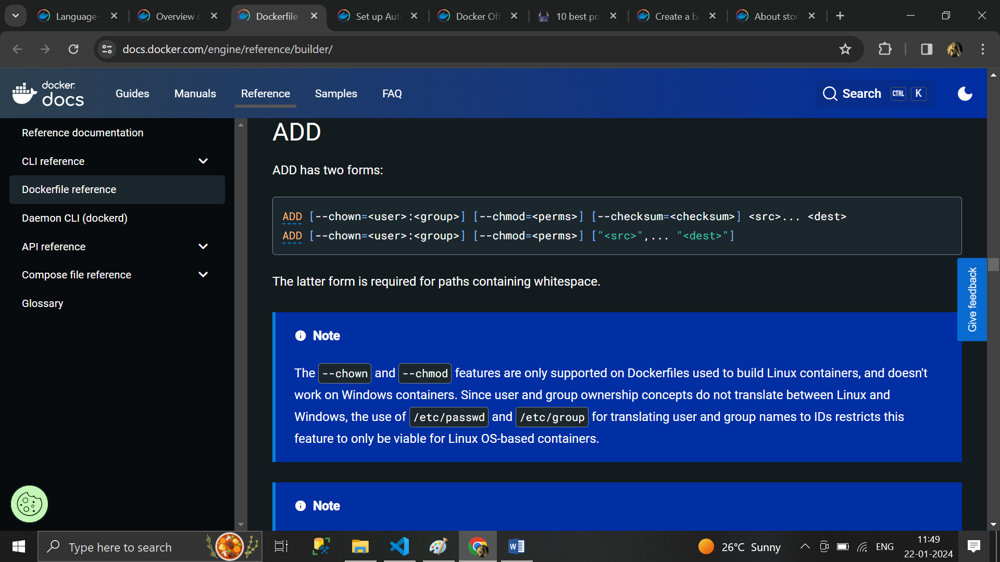 Language-
Overview c
Dockerfile
Set up Aut
Docker Off
10 best pra
Create a ba
About stor
docs.docker.com/engine/reference/builder/
docker
docs
Guides
Manuals
Reference
Samples
FAQ
Search
CTRL
K
Reference documentation
CLI reference
Dockerfile reference
Daemon CLI (dockerd)
API reference
Compose file reference
Glossary
ADD
ADD has two forms:
ADD [--chown=<user>:<group>] [--chmod=<perms>] [--checksum=<checksum>] <src>... <dest>
ADD [--chown=<user>:<group>] [--chmod=<perms>] ["<src>",... "<dest>"]
The latter form is required for paths containing whitespace.
Note
The --chown and --chmod features are only supported on Dockerfiles used to build Linux containers, and doesn't
work on Windows containers. Since user and group ownership concepts do not translate between Linux and
Windows, the use of /etc/passwd and /etc/group for translating user and group names to IDs restricts this
feature to only be viable for Linux OS-based containers.
Note
Give feedback
Type here to search
26°C Sunny
ENG
11:49
22-01-2024